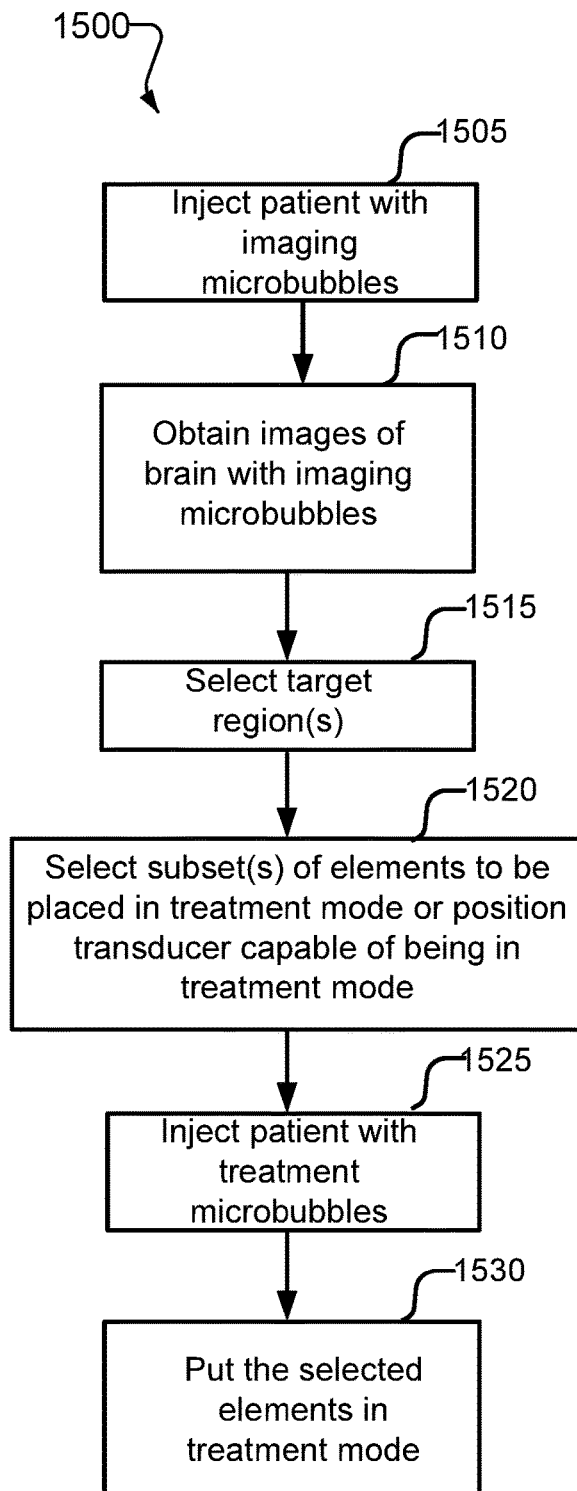 1500
1505
Inject patient with
imaging
microbubbles
1510
Obtain images of
brain with imaging
microbubbles
1515
Select target
region(s)
1520
Select subset(s) of elements to be
placed in treatment mode or position
transducer capable of being in
treatment mode
1525
Inject patient with
treatment
microbubbles
1530
Put the selected
elements in
treatment mode